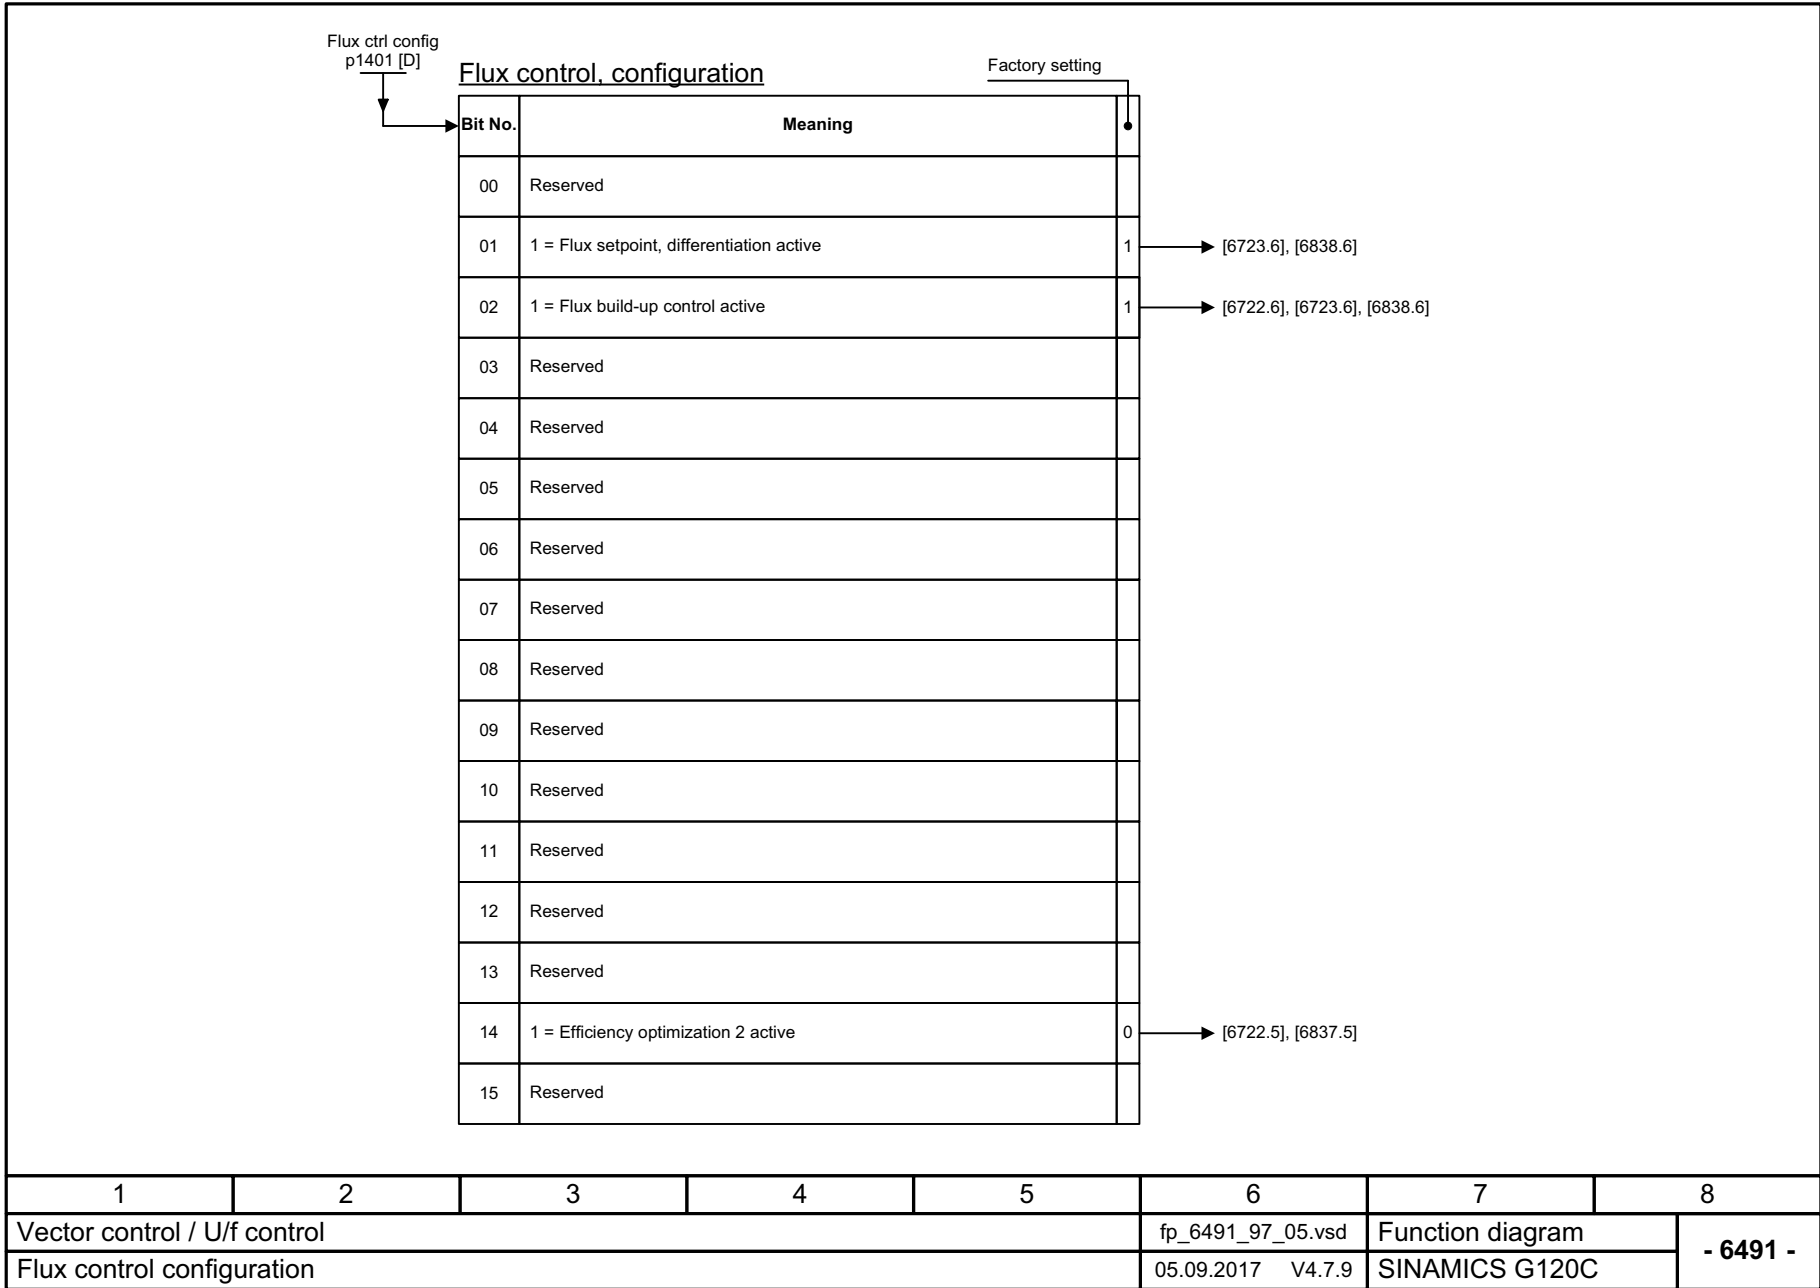 Flux ctrl config
p1401 [D]
Flux control, configuration
Factory setting
Bit No. Meaning
00 Reserved
01 1 = Flux setpoint, differentiation active 1 [6723.6], [6838.6]
02 1 = Flux build-up control active 1 [6722.6], [6723.6], [6838.6]
03 Reserved
04 Reserved
05 Reserved
06 Reserved
07 Reserved
08 Reserved
09 Reserved
10 Reserved
11 Reserved
12 Reserved
13 Reserved
14 1 = Efficiency optimization 2 active 0 [6722.5], [6837.5]
15 Reserved
1 2 3 4 5 6 7 8
Vector control / U/f control fp_6491_97_05.vsd Function diagram - 6491 -
Flux control configuration 05.09.2017 V4.7.9 SINAMICS G120C